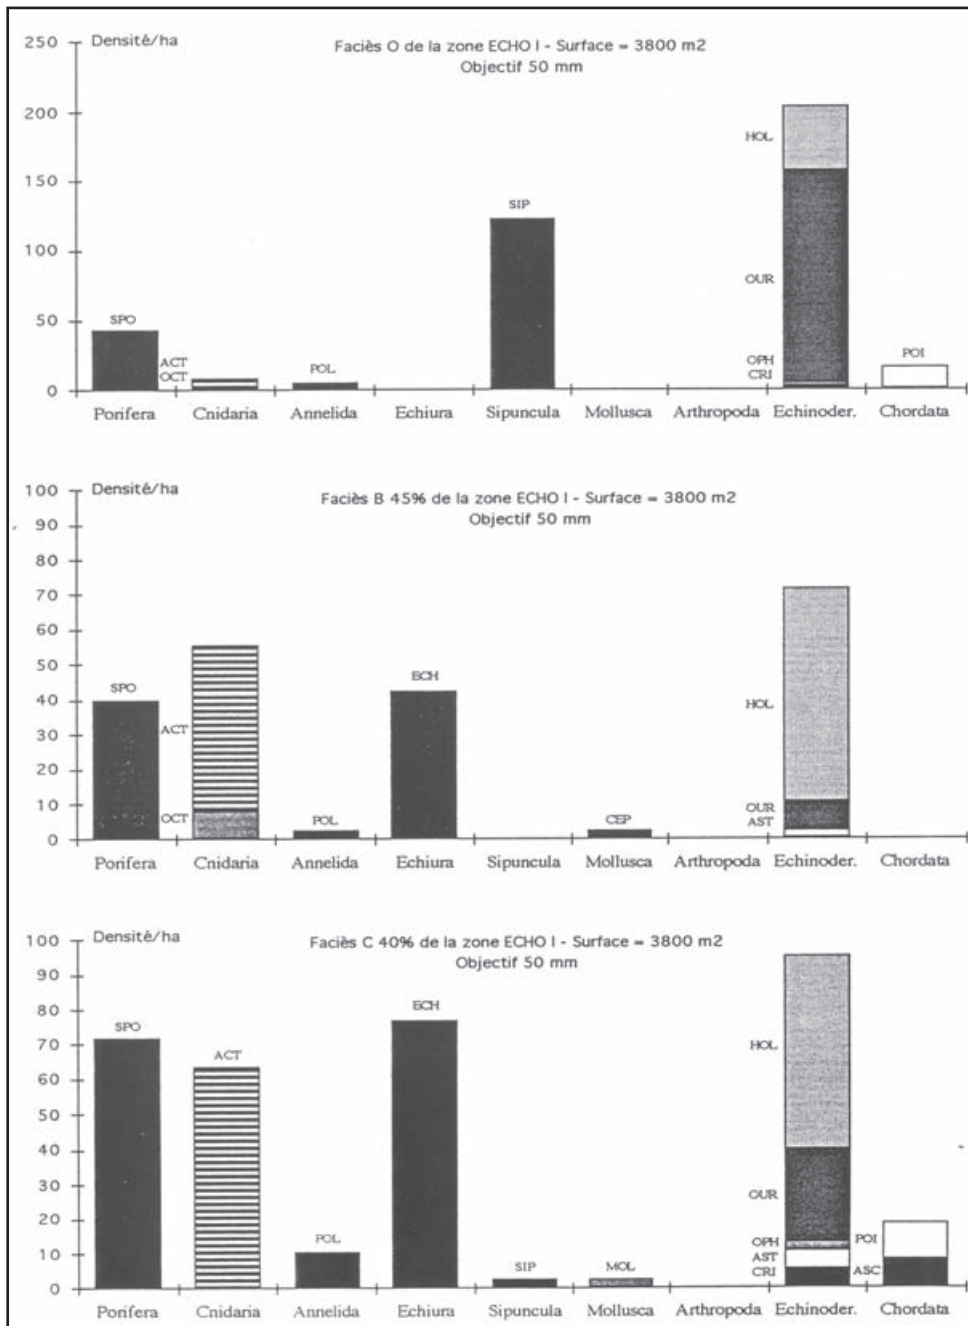 Densité/ha
Faciès O de la zone ECHO I - Surface = 3800 m2
Objectif 50 mm
250
200
150
100
50
0
SPO
ACT
OCT
POL
SIP
HOL
OUR
OPH
CRI
POI
Porifera Cnidaria Annelida Echiura Sipuncula Mollusca Arthropoda Echinoder. Chordata
Densité/ha
Faciès B 45% de la zone ECHO I - Surface = 3800 m2
Objectif 50 mm
100
90
80
70
60
50
40
30
20
10
0
SPO
ACT
OCT
POL
ECH
CEP
HOL
OUR
AST
Porifera Cnidaria Annelida Echiura Sipuncula Mollusca Arthropoda Echinoder. Chordata
Densité/ha
Faciès C 40% de la zone ECHO I - Surface = 3800 m2
Objectif 50 mm
100
90
80
70
60
50
40
30
20
10
0
SPO
ACT
POL
ECH
SIP
MOL
HOL
OUR
OPH
AST
CRI
POI
ASC
Porifera Cnidaria Annelida Echiura Sipuncula Mollusca Arthropoda Echinoder. Chordata